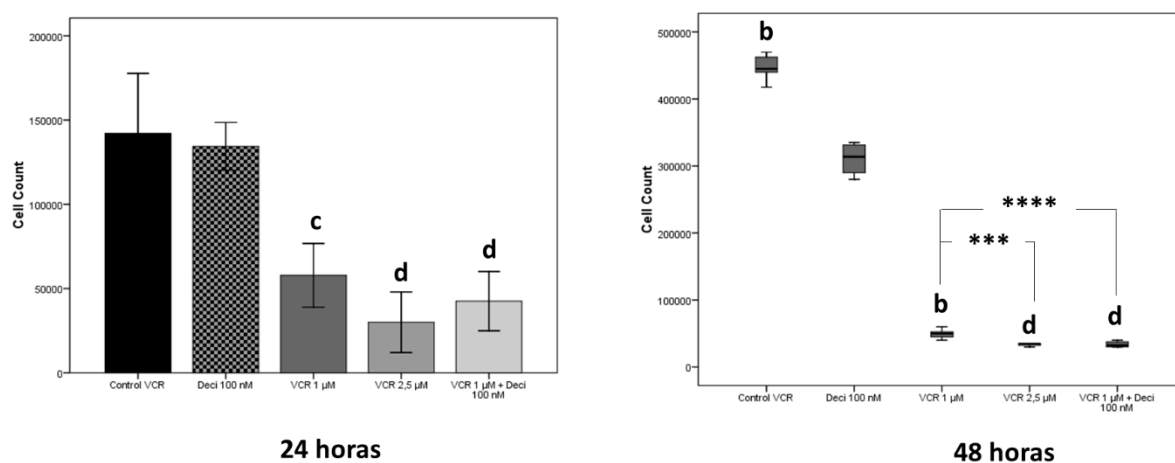 200000
150000
100000
50000
0
Cell Count
c
d
d
Control VCR
Deci 100 nM
VCR 1 µM
VCR 2,5 µM
VCR 1 µM + Deci
100 nM
24 horas
500000
400000
300000
200000
100000
0
Cell Count
b
****
***
b
d
d
Control VCR
Deci 100 nM
VCR 1 µM
VCR 2,5 µM
VCR 1 µM + Deci
100 nM
48 horas